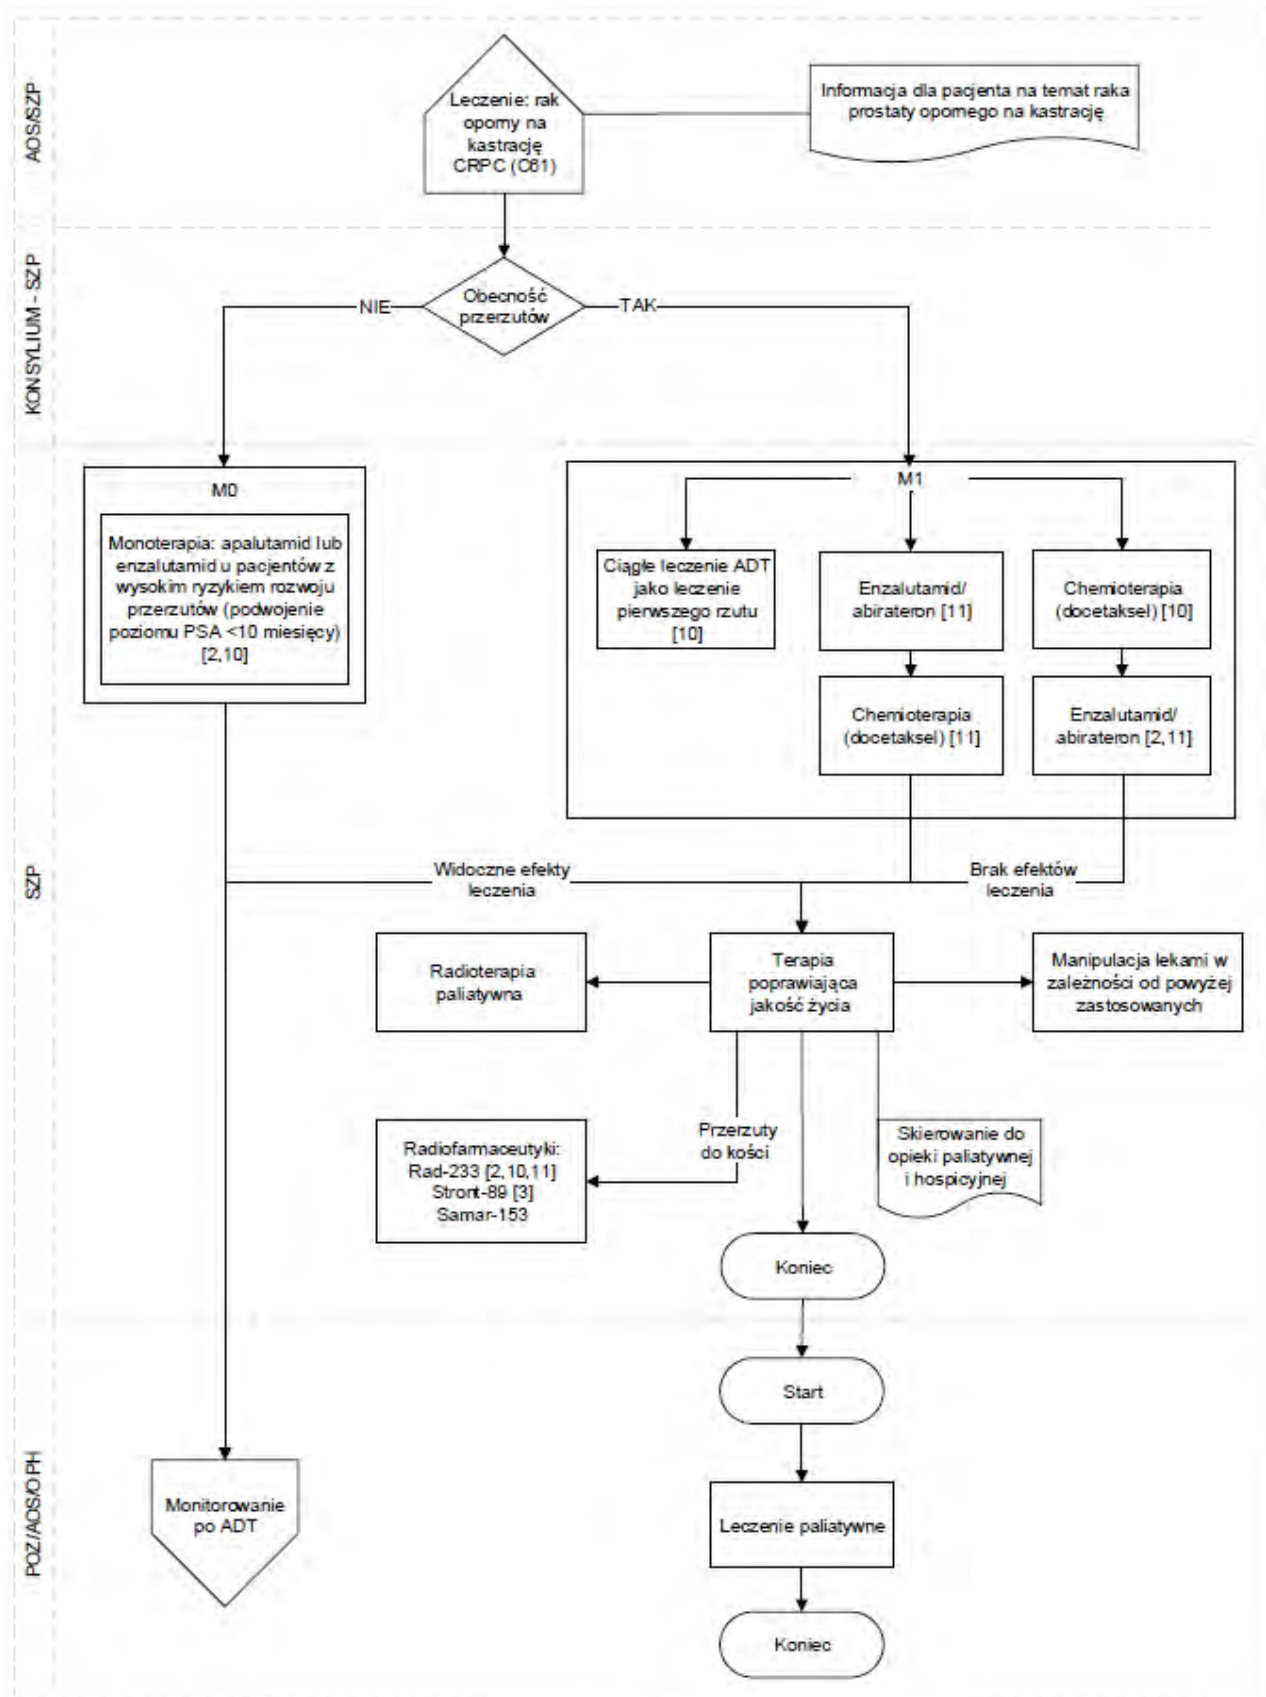 AOS/SZP
Leczenie: rak
oporny na
kastrację
CRPC (C61)
Informacja dla pacjenta na temat raka
prostaty opornego na kastrację
KONSYLIUM - SZP
Obecność
przerzutów
NIE
TAK
SZP
M0
Monoterapia: apalutamid lub
enzalutamid u pacjentów z
wysokim ryzykiem rozwoju
przerzutów (podwojenie
poziomu PSA <10 miesięcy)
[2,10]
M1
Ciągłe leczenie ADT
jako leczenie
pierwszego rzutu
[10]
Enzalutamid/
abirateron [11]
Chemioterapia
(docetaksel) [10]
Chemioterapia
(docetaksel) [11]
Enzalutamid/
abirateron [2,11]
Widoczne efekty
leczenia
Brak efektów
leczenia
Radioterapia
paliatywna
Terapia
poprawiająca
jakość życia
Manipulacja lekami w
zależności od powyżej
zastosowanych
Radiofarmaceutyki:
Rad-233 [2,10,11]
Stront-89 [3]
Samar-153
Przerzuty
do kości
Skierowanie do
opieki paliatywnej
i hospicyjnej
Koniec
POZ/AOS/OPH
Start
Monitorowanie
po ADT
Leczenie paliatywne
Koniec